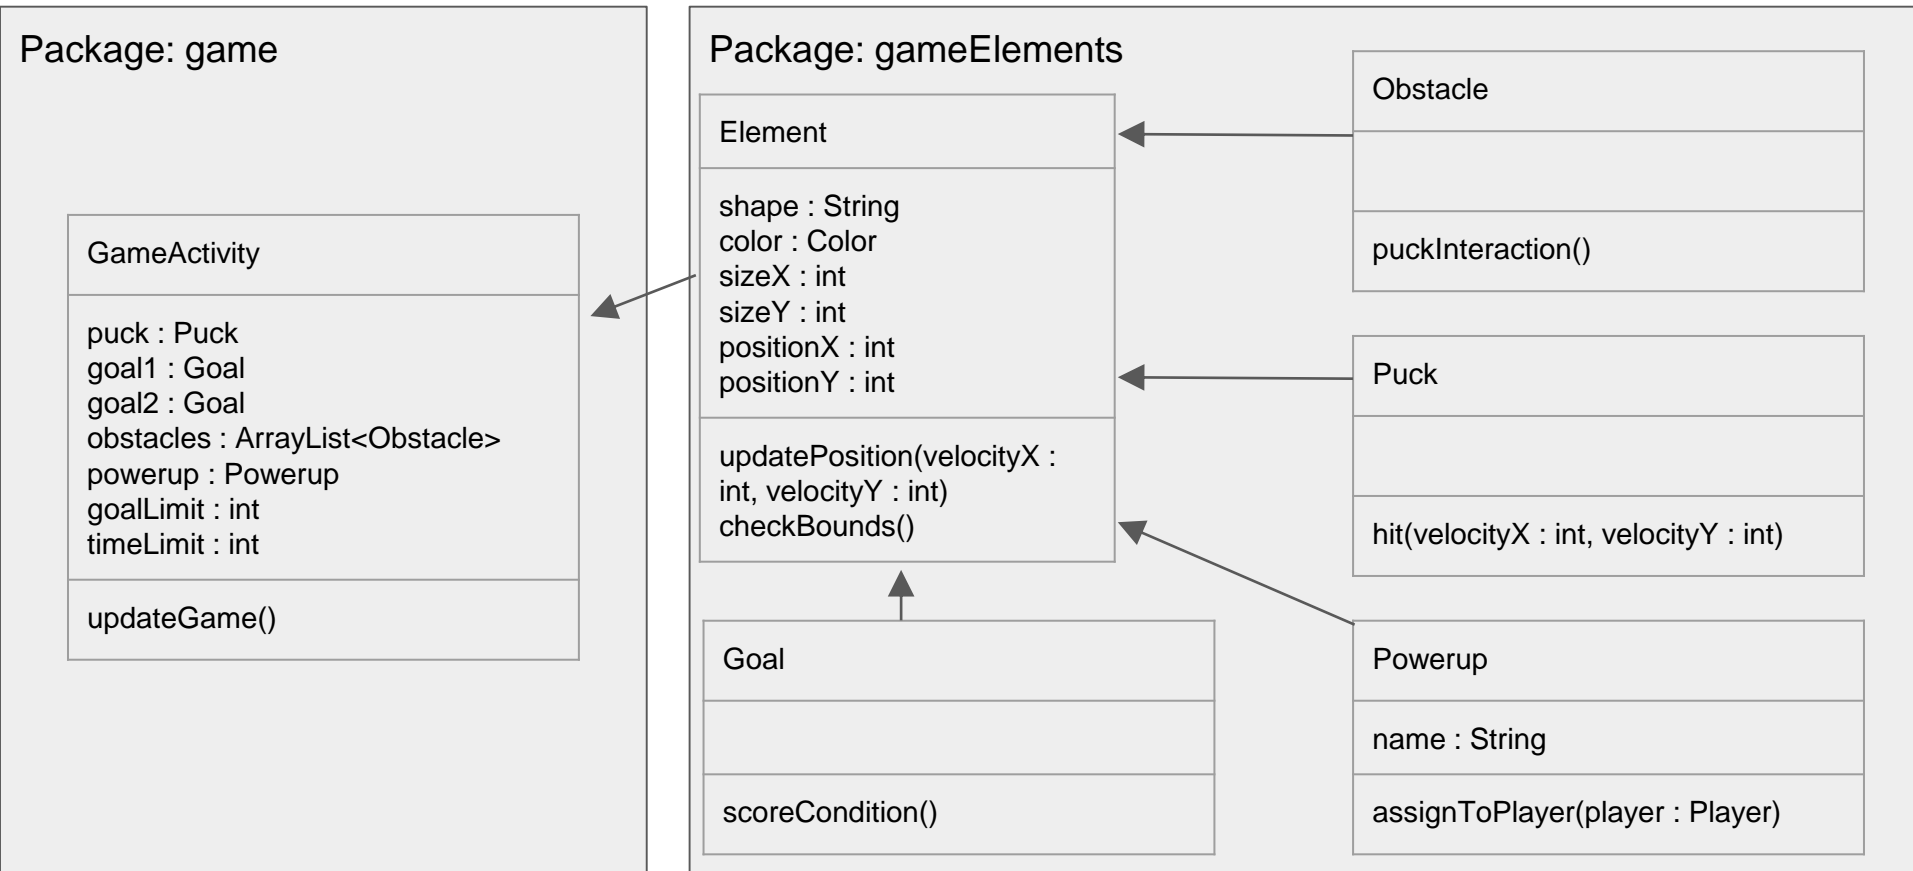 Package: game
GameActivity
puck : Puck
goal1 : Goal
goal2 : Goal
obstacles : ArrayList<Obstacle>
powerup : Powerup
goalLimit : int
timeLimit : int
updateGame()
Package: gameElements
Element
shape : String
color : Color
sizeX : int
sizeY : int
positionX : int
positionY : int
updatePosition(velocityX :
int, velocityY : int)
checkBounds()
Goal
scoreCondition()
Obstacle
puckInteraction()
Puck
hit(velocityX : int, velocityY : int)
Powerup
name : String
assignToPlayer(player : Player)